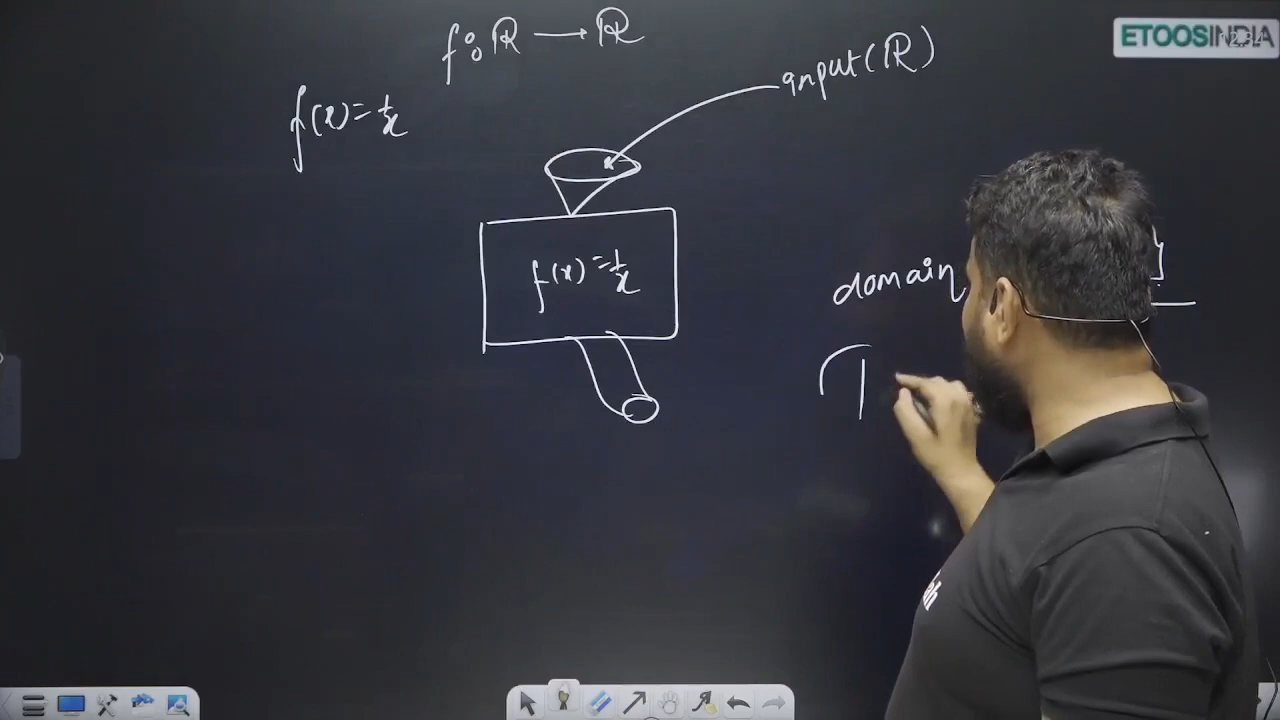 f : ℝ → ℝ
ETOOSINDIA
input(ℝ)
f(x)=1/x
f(x)=1/x
domain